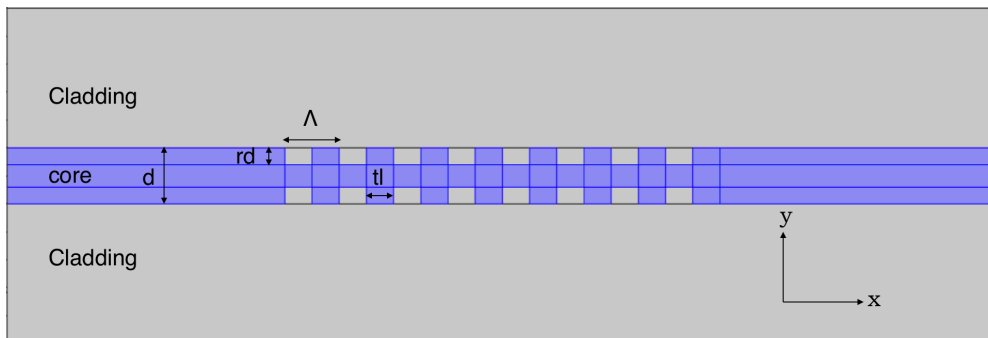 Cladding
Λ
rd
core
d
tl
Cladding
y
x